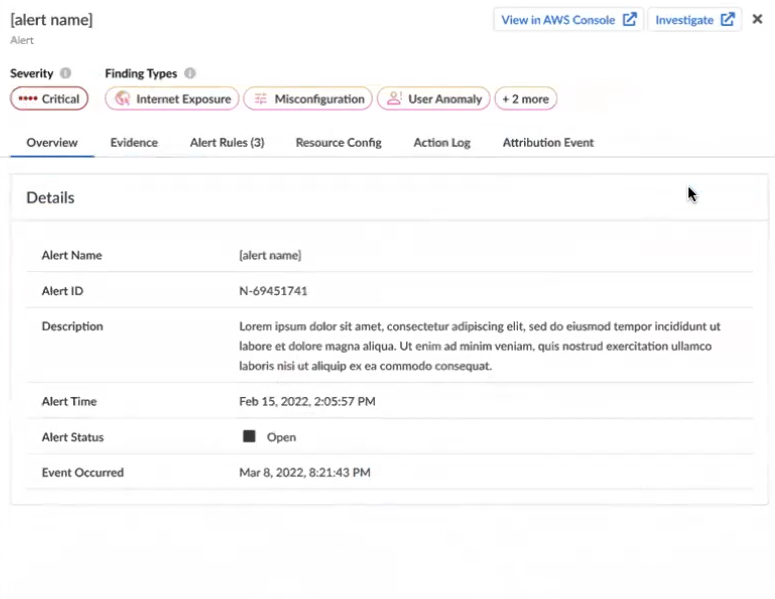 [alert name]
View in AWS Console
Investigate
Alert
Severity
Finding Types
Critical
Internet Exposure
Misconfiguration
User Anomaly
+ 2 more
Overview
Evidence
Alert Rules (3)
Resource Config
Action Log
Attribution Event
Details
Alert Name
[alert name]
Alert ID
N-69451741
Description
Lorem ipsum dolor sit amet, consectetur adipiscing elit, sed do eiusmod tempor incididunt ut
labore et dolore magna aliqua. Ut enim ad minim veniam, quis nostrud exercitation ullamco
laboris nisi ut aliquip ex ea commodo consequat.
Alert Time
Feb 15, 2022, 2:05:57 PM
Alert Status
Open
Event Occurred
Mar 8, 2022, 8:21:43 PM